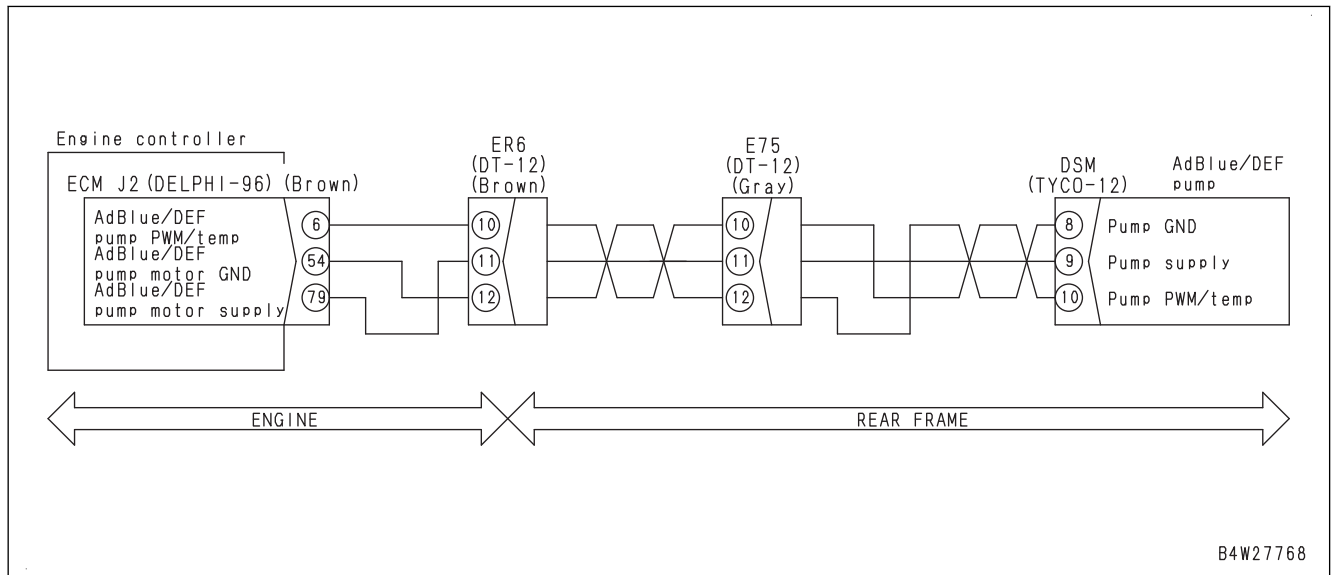 Engine controller
ECM J2(DELPHI-96)(Brown)
AdBlue/DEF
pump PWM/temp
AdBlue/DEF
pump motor GND
AdBlue/DEF
pump motor supply
6
54
79
ER6
(DT-12)
(Brown)
10
11
12
E75
(DT-12)
(Gray)
10
11
12
DSM
(TYCO-12)
AdBlue/DEF
pump
8 Pump GND
9 Pump supply
10 Pump PWM/temp
ENGINE
REAR FRAME
B4W27768